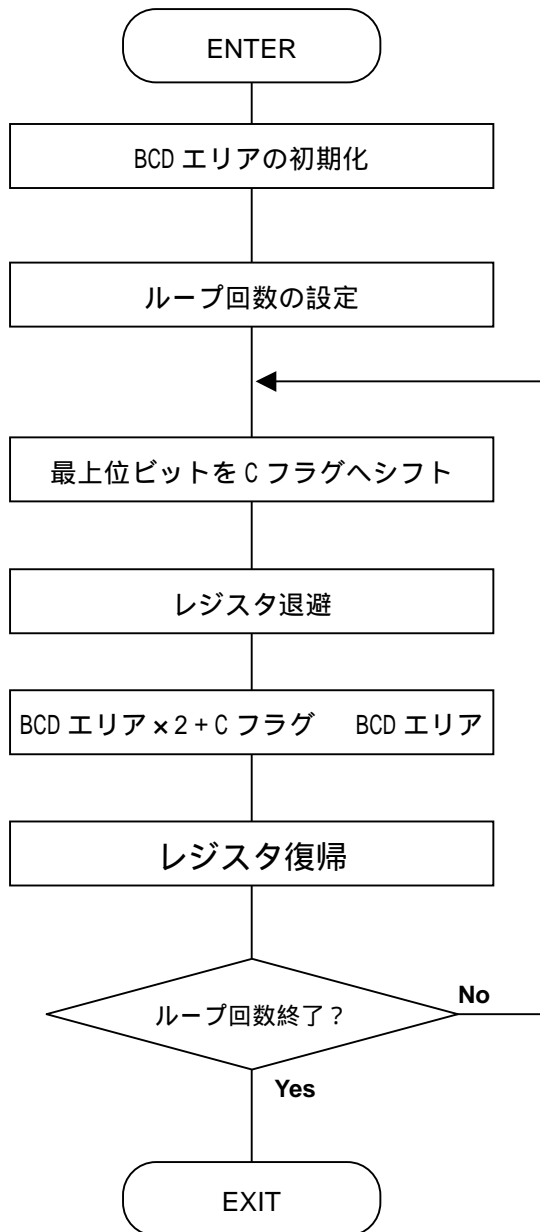 ENTER
BCD エリアの初期化
ループ回数の設定
最上位ビットを C フラグへシフト
レジスタ退避
BCD エリア×2+C フラグ　BCD エリア
レジスタ復帰
ループ回数終了？
No
Yes
EXIT